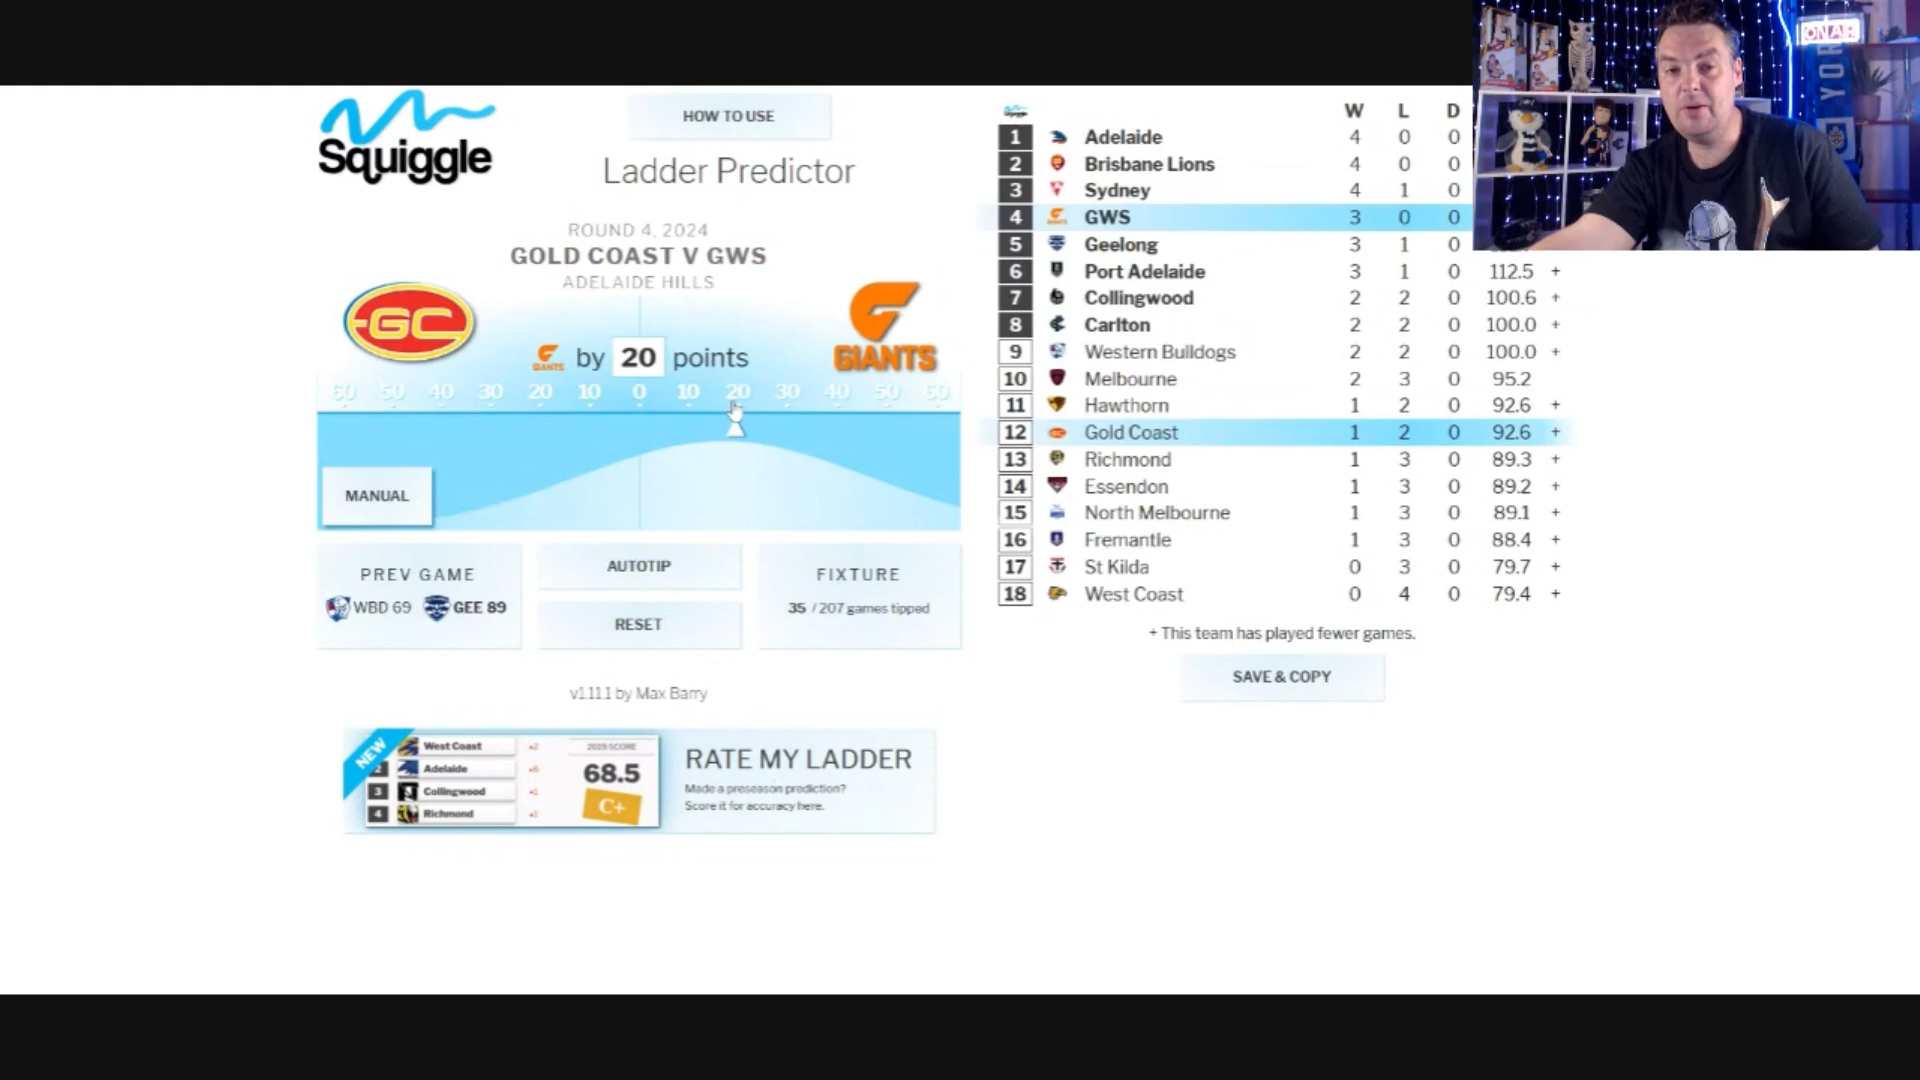 Squiggle
HOW TO USE
Ladder Predictor
ROUND 4, 2024
GOLD COAST V GWS
ADELAIDE HILLS
GC
GIANTS
GIANTS by 20 points
60 50 40 30 20 10 0 10 20 30 40 50 60
MANUAL
PREV GAME
WBD 69 GEE 89
AUTOTIP
RESET
FIXTURE
35 / 207 games tipped
v1.11.1 by Max Barry
NEW
West Coast
2 Adelaide
3 Collingwood
4 Richmond
2019 SCORE
68.5
C+
RATE MY LADDER
Made a preseason prediction?
Score it for accuracy here.
W L D
1 Adelaide 4 0 0
2 Brisbane Lions 4 0 0
3 Sydney 4 1 0
4 GWS 3 0 0
5 Geelong 3 1 0
6 Port Adelaide 3 1 0 112.5 +
7 Collingwood 2 2 0 100.6 +
8 Carlton 2 2 0 100.0 +
9 Western Bulldogs 2 2 0 100.0 +
10 Melbourne 2 3 0 95.2
11 Hawthorn 1 2 0 92.6 +
12 Gold Coast 1 2 0 92.6 +
13 Richmond 1 3 0 89.3 +
14 Essendon 1 3 0 89.2 +
15 North Melbourne 1 3 0 89.1 +
16 Fremantle 1 3 0 88.4 +
17 St Kilda 0 3 0 79.7 +
18 West Coast 0 4 0 79.4 +
+ This team has played fewer games.
SAVE & COPY
ON AI
YOR